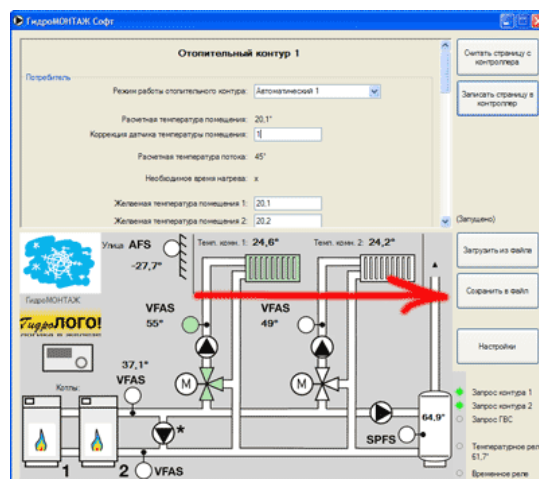 ГидроМОНТАЖ Софт
Отопительный контур 1
Потребитель
Режим работы отопительного контура: Автоматический 1
Расчетная температура помещения: 20,1°
Коррекция датчика температуры помещения: 1
Расчетная температура потока: 45°
Необходимое время нагрева: x
Желаемая температура помещения 1: 20.1
Желаемая температура помещения 2: 20.2
Считать страницу с
контроллера
Записать страницу в
контроллер
(Запущено)
Загрузить из файла
Сохранить в файл
Настройки
Улица AFS
-27,7°
Темп. комн. 1: 24,6°
Темп. комн. 2: 24,2°
ГидроМОНТАЖ
ГидроЛОГО!
VFAS
55°
VFAS
49°
37,1°
VFAS
Котлы:
M
M
*
64.9°
SPFS
1
2
VFAS
Запрос контура 1
Запрос контура 2
Запрос ГВС
Температурное рел
61,7°
Временное реле